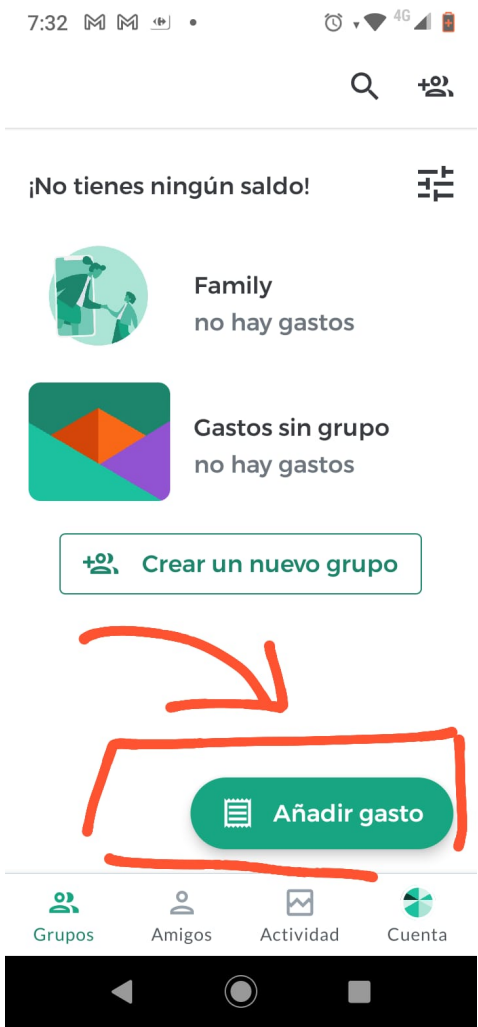 7:32
4G
¡No tienes ningún saldo!
Family
no hay gastos
Gastos sin grupo
no hay gastos
Crear un nuevo grupo
Añadir gasto
Grupos Amigos Actividad Cuenta